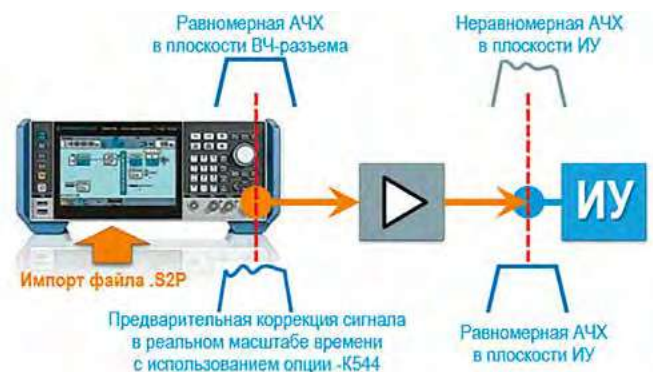 Равномерная АЧХ
в плоскости ВЧ-разъема
Неравномерная АЧХ
в плоскости ИУ
ИУ
Импорт файла .S2P
Предварительная коррекция сигнала
в реальном масштабе времени
с использованием опции -К544
Равномерная АЧХ
в плоскости ИУ